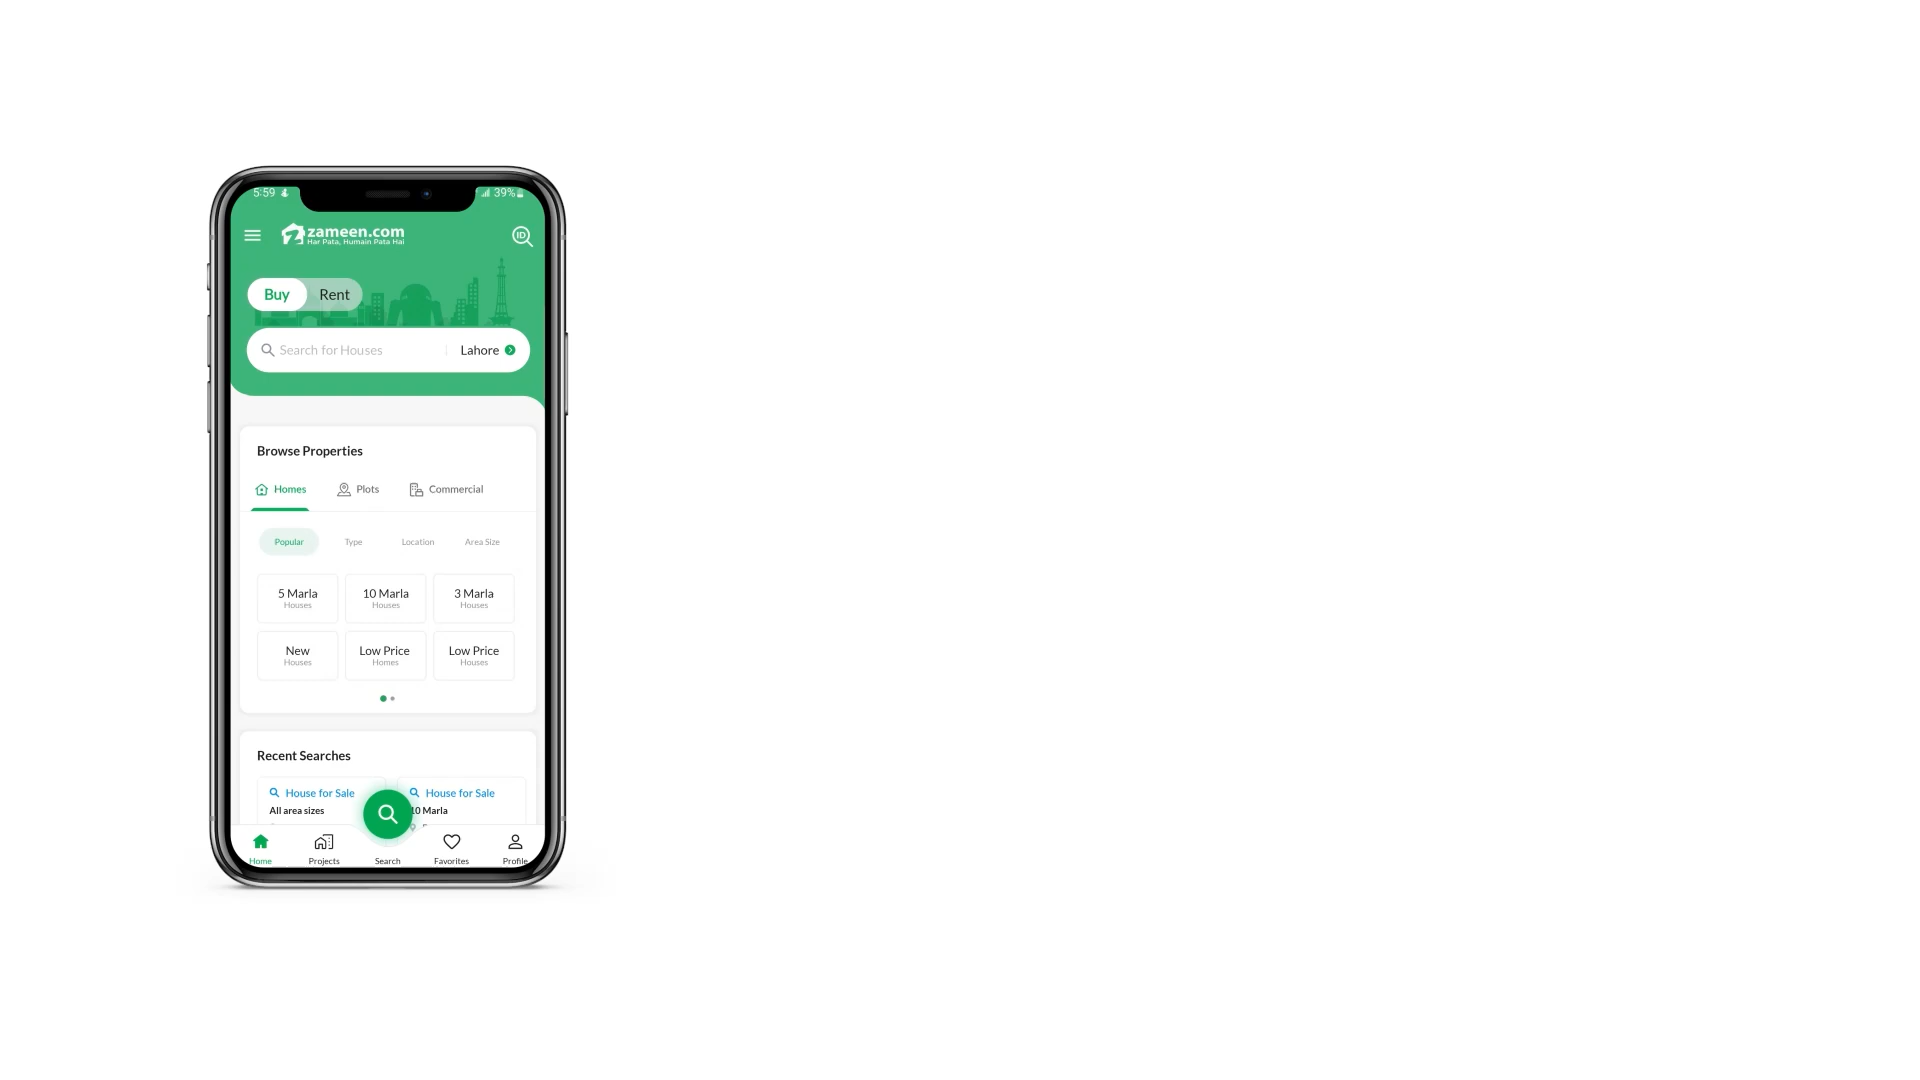 5:59 39%
zameen.com
Har Pata, Humain Pata Hai
ID
Buy Rent
Search for Houses Lahore
Browse Properties
Homes Plots Commercial
Popular Type Location Area Size
5 Marla 10 Marla 3 Marla
Houses Houses Houses
New Low Price Low Price
Houses Homes Houses
Recent Searches
House for Sale House for Sale
All area sizes 10 Marla
Home Projects Search Favorites Profile